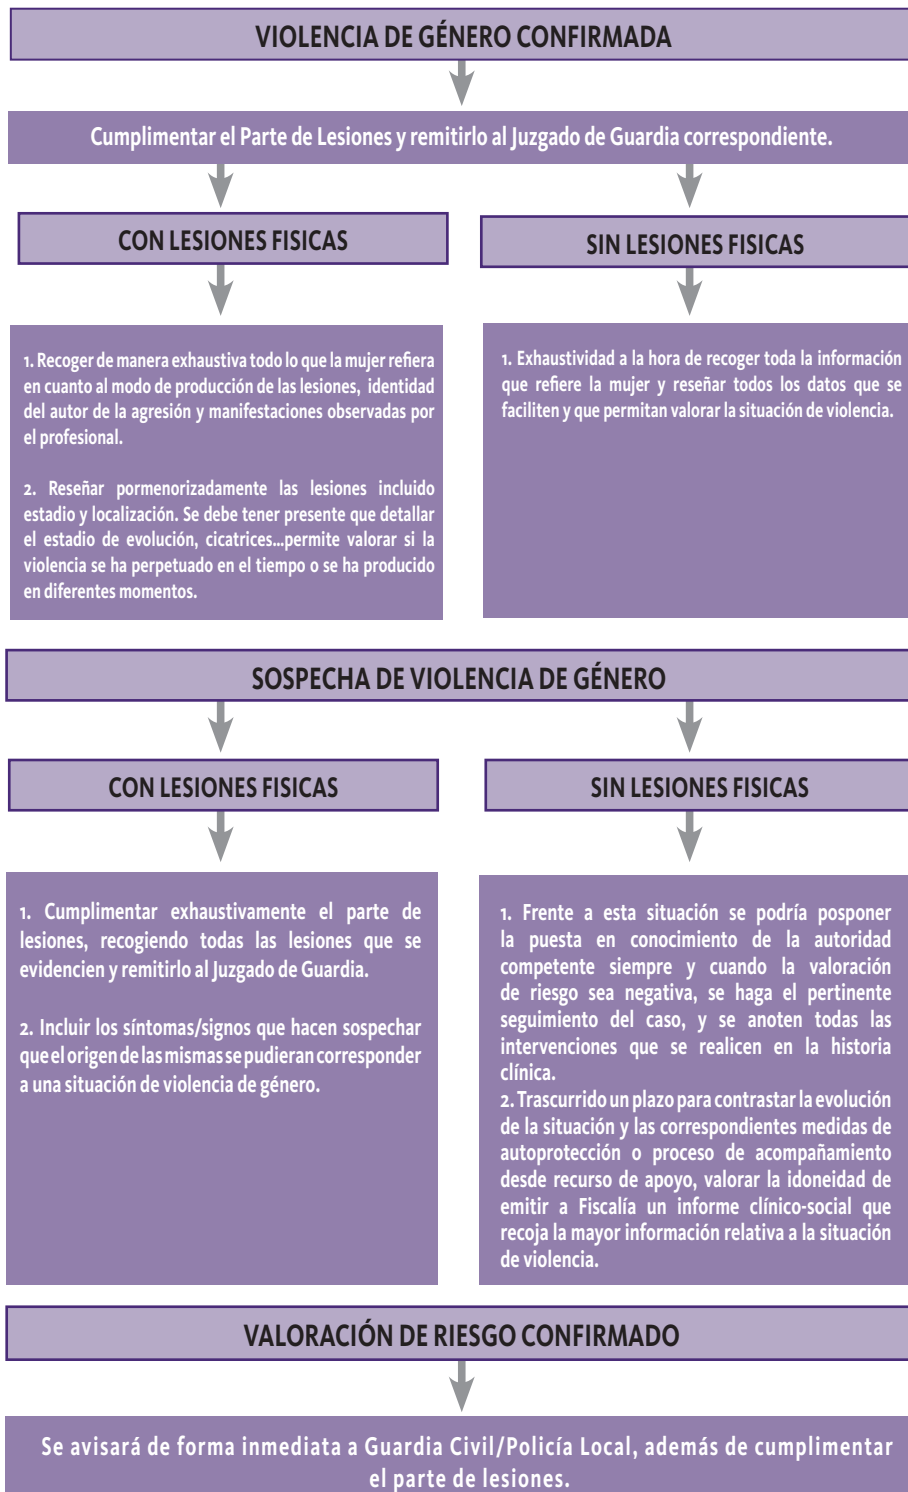 VIOLENCIA DE GÉNERO CONFIRMADA
Cumplimentar el Parte de Lesiones y remitirlo al Juzgado de Guardia correspondiente.
CON LESIONES FISICAS
1. Recoger de manera exhaustiva todo lo que la mujer refiera
en cuanto al modo de producción de las lesiones, identidad
del autor de la agresión y manifestaciones observadas por
el profesional.
2. Reseñar pormenorizadamente las lesiones incluido
estadio y localización. Se debe tener presente que detallar
el estadio de evolución, cicatrices...permite valorar si la
violencia se ha perpetuado en el tiempo o se ha producido
en diferentes momentos.
SIN LESIONES FISICAS
1. Exhaustividad a la hora de recoger toda la información
que refiere la mujer y reseñar todos los datos que se
faciliten y que permitan valorar la situación de violencia.
SOSPECHA DE VIOLENCIA DE GÉNERO
CON LESIONES FISICAS
1. Cumplimentar exhaustivamente el parte de
lesiones, recogiendo todas las lesiones que se
evidencien y remitirlo al Juzgado de Guardia.
2. Incluir los síntomas/signos que hacen sospechar
que el origen de las mismas se pudieran corresponder
a una situación de violencia de género.
SIN LESIONES FISICAS
1. Frente a esta situación se podría posponer
la puesta en conocimiento de la autoridad
competente siempre y cuando la valoración
de riesgo sea negativa, se haga el pertinente
seguimiento del caso, y se anoten todas las
intervenciones que se realicen en la historia
clínica.
2. Trascurrido un plazo para contrastar la evolución
de la situación y las correspondientes medidas de
autoprotección o proceso de acompañamiento
desde recurso de apoyo, valorar la idoneidad de
emitir a Fiscalía un informe clínico-social que
recoja la mayor información relativa a la situación
de violencia.
VALORACIÓN DE RIESGO CONFIRMADO
Se avisará de forma inmediata a Guardia Civil/Policía Local, además de cumplimentar
el parte de lesiones.